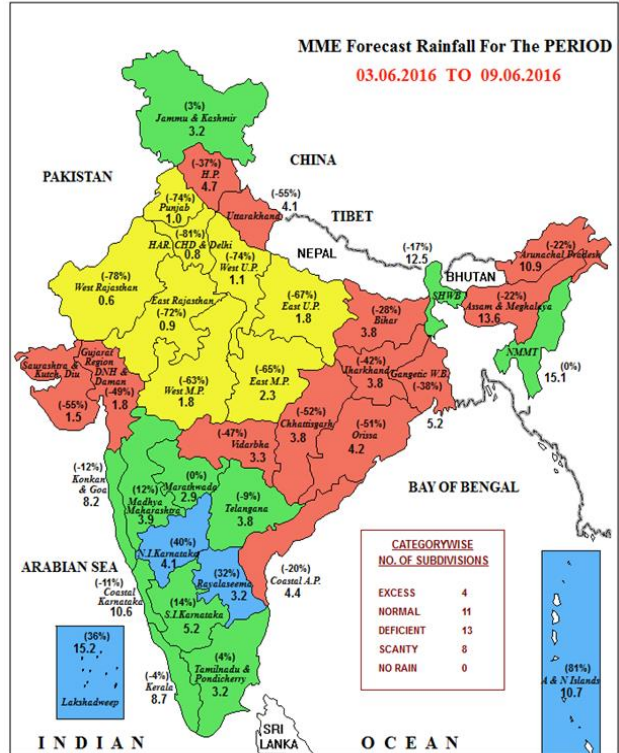 MME Forecast Rainfall For The PERIOD
03.06.2016 TO 09.06.2016
(3%)
Jammu & Kashmir
3.2
CHINA
PAKISTAN
(-37%)
H.P.
4.7
(-74%)
Punjab
1.0
(-55%)
4.1
Uttarakhand
TIBET
(-81%)
HAR. CHD & Delhi
0.8
NEPAL
(-74%)
West U.P.
1.1
(-17%)
12.5
SHWB
BHUTAN
(-22%)
Arunachal Pradesh
10.9
(-78%)
West Rajasthan
0.6
East Rajasthan
(-72%)
0.9
(-67%)
East U.P.
1.8
(-28%)
Bihar
3.8
(-22%)
Assam & Meghalaya
13.6
NMMT
(0%)
15.1
Saurashtra &
Kutch, Diu
(-55%)
1.5
Gujarat
Region
DNH &
Daman
(-49%)
1.8
(-63%)
West M.P.
1.8
(-65%)
East M.P.
2.3
(-42%)
Jharkhand
3.8
Gangetic W.B.
(-38%)
5.2
(-52%)
Chhattisgarh
3.8
(-51%)
Orissa
4.2
(-47%)
Vidarbha
3.3
(-12%)
Konkan
& Goa
8.2
(12%)
Madhya
Maharashtra
3.9
(0%)
Marathwada
2.9
(-9%)
Telangana
3.8
BAY OF BENGAL
ARABIAN SEA
(40%)
N.I.Karnataka
4.1
(32%)
Rayalaseema
3.2
(-20%)
Coastal A.P.
4.4
(-11%)
Coastal
Karnataka
10.6
(14%)
S.I.Karnataka
5.2
CATEGORYWISE
NO. OF SUBDIVISIONS
EXCESS 4
NORMAL 11
DEFICIENT 13
SCANTY 8
NO RAIN 0
(36%)
15.2
Lakshadweep
(-4%)
Kerala
8.7
(4%)
Tamilnadu &
Pondicherry
3.2
(81%)
A & N Islands
10.7
SRI
LANKA
INDIAN OCEAN